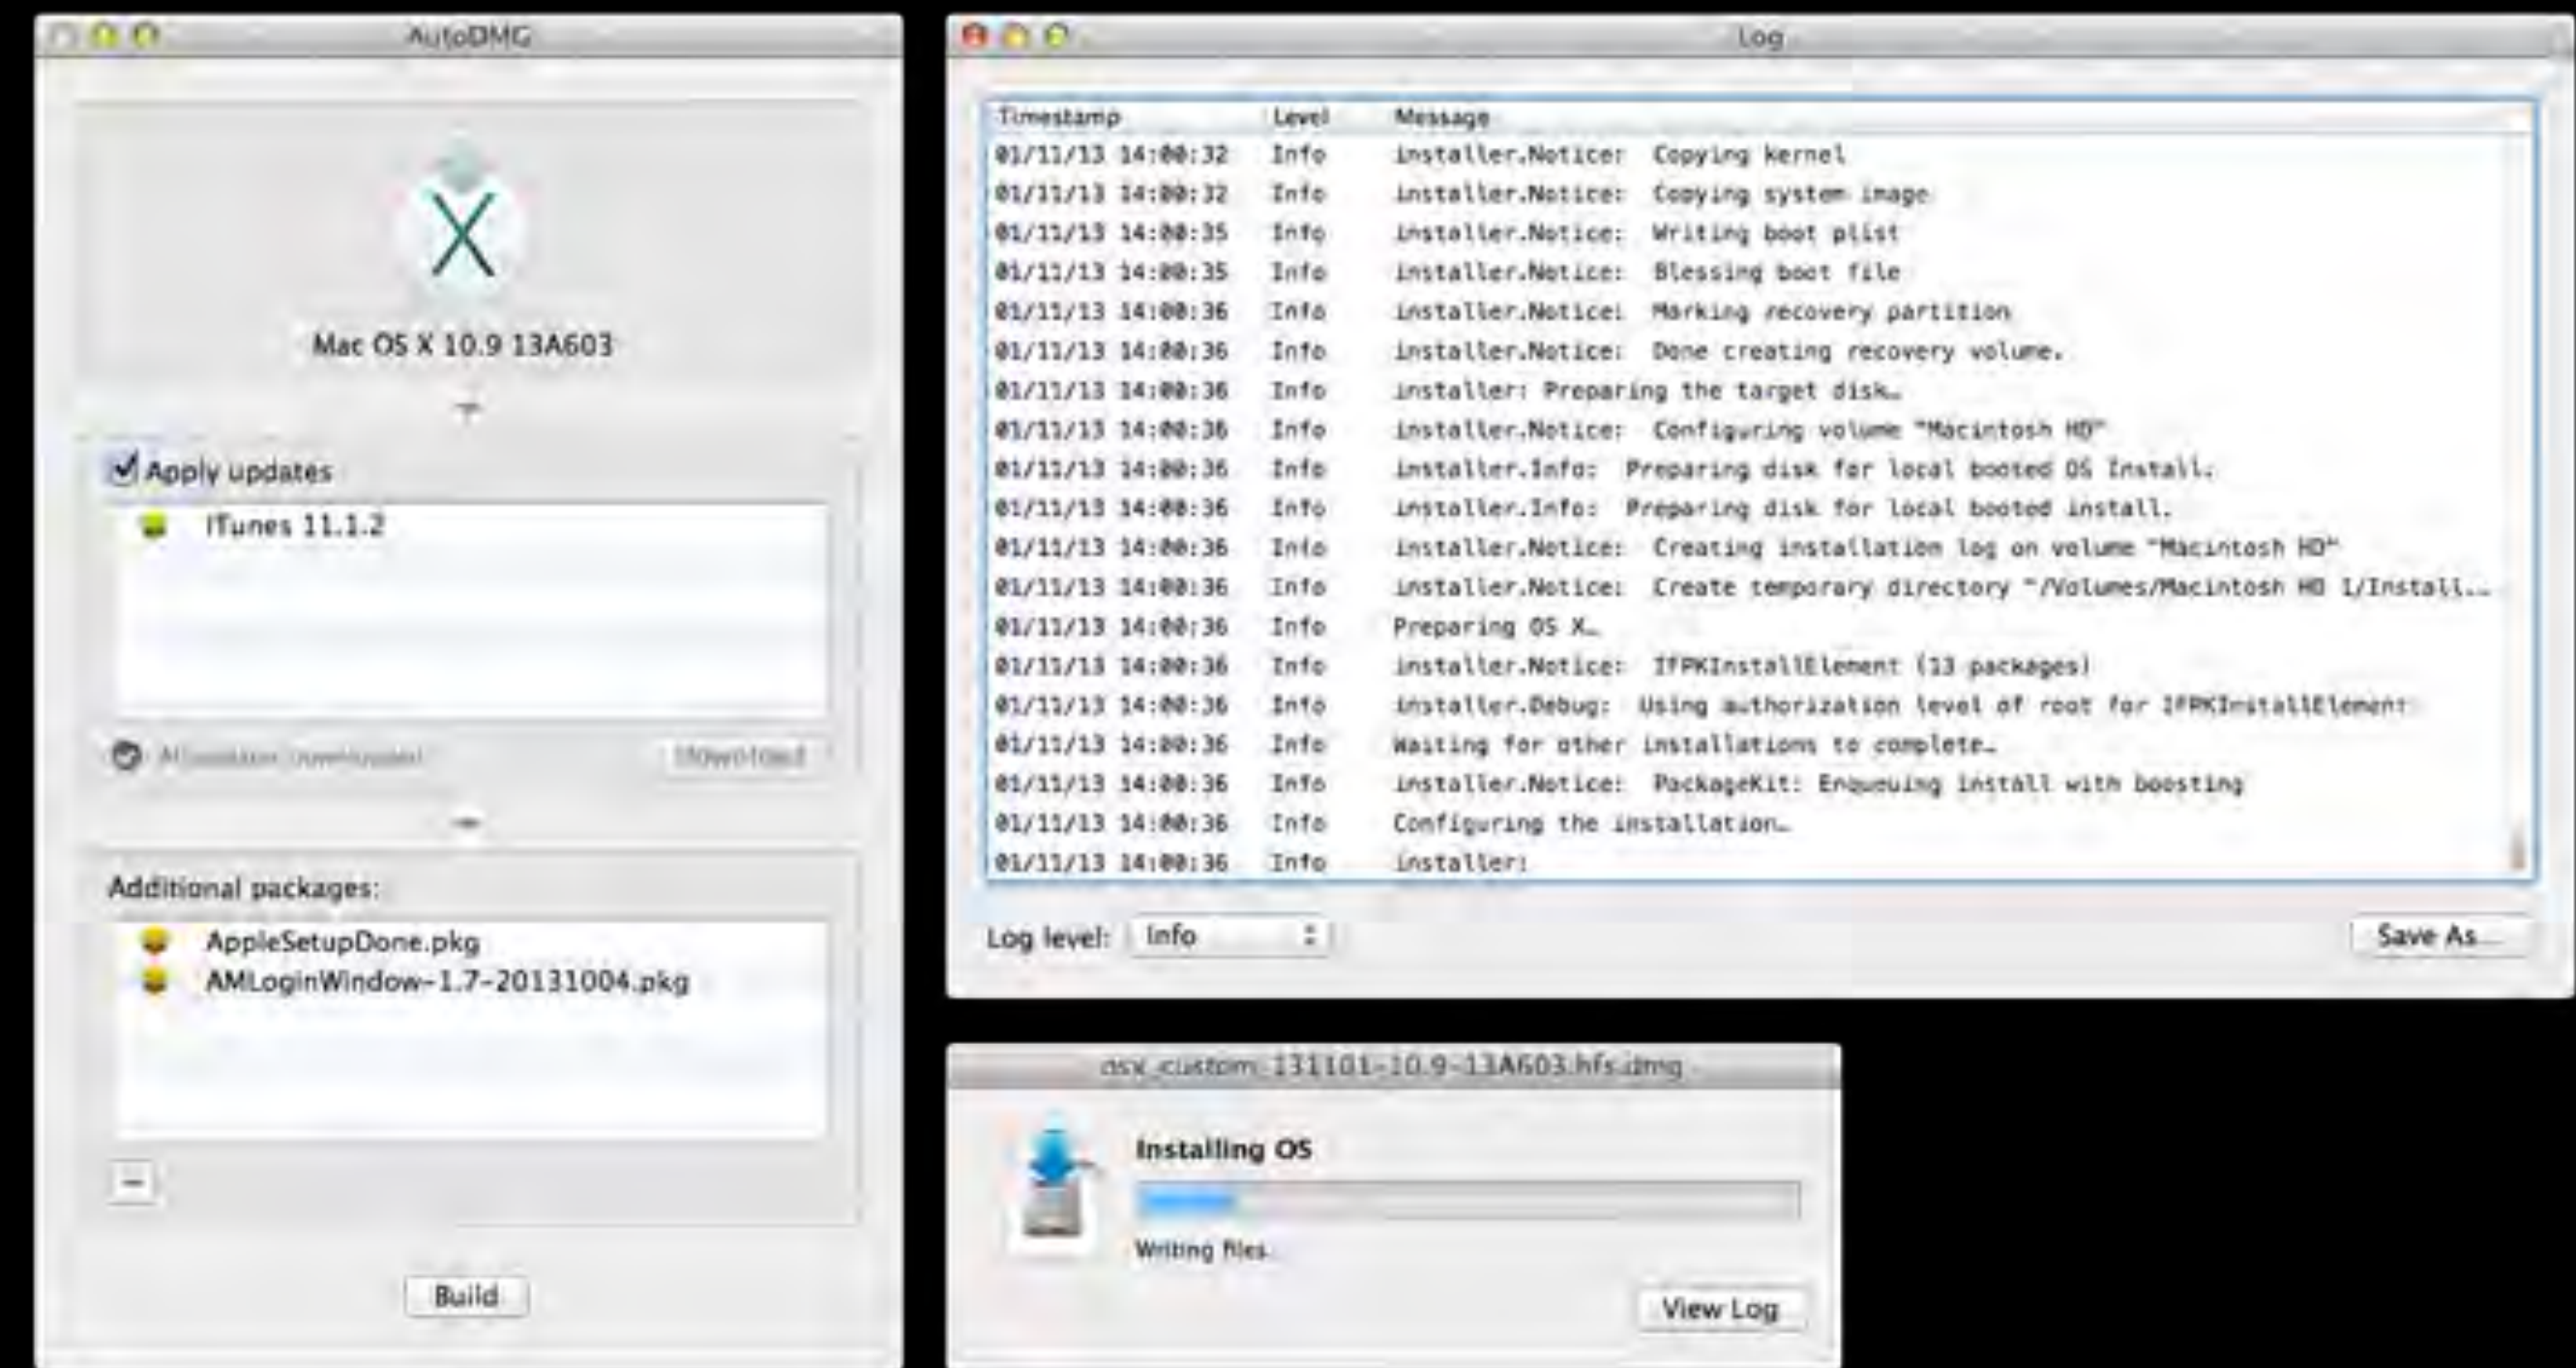 AutoDMG
Mac OS X 10.9 13A603
+
Apply updates
iTunes 11.1.2
Additional packages:
AppleSetupDone.pkg
AMLoginWindow-1.7-20131004.pkg
Build
Log
Timestamp Level Message
01/11/13 14:00:32 Info installer.Notice: Copying kernel
01/11/13 14:00:32 Info installer.Notice: Copying system image
01/11/13 14:00:35 Info installer.Notice: Writing boot plist
01/11/13 14:00:35 Info installer.Notice: Blessing boot file
01/11/13 14:00:36 Info installer.Notice: Marking recovery partition
01/11/13 14:00:36 Info installer.Notice: Done creating recovery volume.
01/11/13 14:00:36 Info installer: Preparing the target disk…
01/11/13 14:00:36 Info installer.Notice: Configuring volume "Macintosh HD"
01/11/13 14:00:36 Info installer.Info: Preparing disk for local booted OS Install.
01/11/13 14:00:36 Info installer.Info: Preparing disk for local booted install.
01/11/13 14:00:36 Info installer.Notice: Creating installation log on volume "Macintosh HD"
01/11/13 14:00:36 Info installer.Notice: Create temporary directory "/Volumes/Macintosh HD 1/Install...
01/11/13 14:00:36 Info Preparing OS X…
01/11/13 14:00:36 Info installer.Notice: IFPKInstallElement (13 packages)
01/11/13 14:00:36 Info installer.Debug: Using authorization level of root for IFPKInstallElement
01/11/13 14:00:36 Info Waiting for other installations to complete…
01/11/13 14:00:36 Info installer.Notice: PackageKit: Enqueuing install with boosting
01/11/13 14:00:36 Info Configuring the installation…
01/11/13 14:00:36 Info installer:
Log level: Info
Save As...
osx_custom_131101-10.9-13A603.hfs.dmg
Installing OS
Writing files
View Log